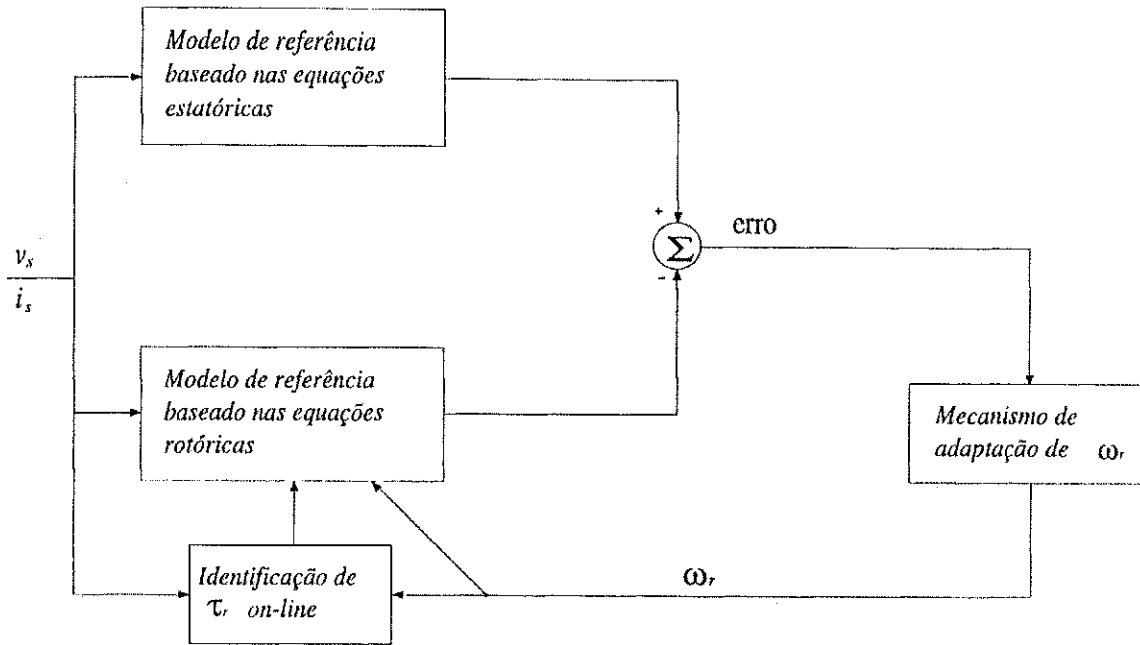 Modelo de referência
baseado nas equações
estatóricas
+
erro
Σ
-
v_s
i_s
Modelo de referência
baseado nas equações
rotóricas
Mecanismo de
adaptação de ω_r
Identificação de
τ_r on-line
ω_r